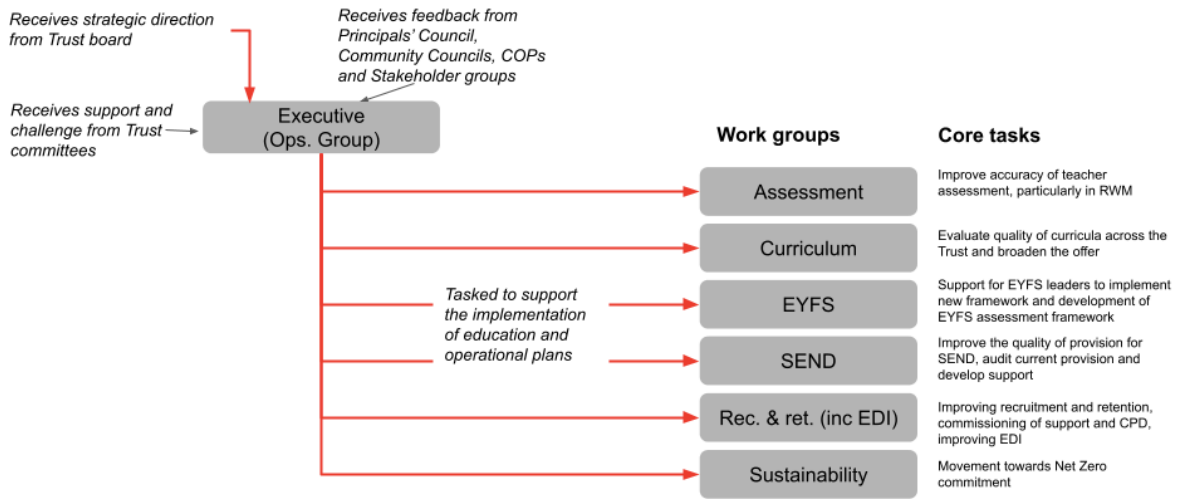 Receives strategic direction
from Trust board
Receives feedback from
Principals' Council,
Community Councils, COPs
and Stakeholder groups
Receives support and
challenge from Trust
committees
Executive
(Ops. Group)
Work groups
Core tasks
Assessment
Improve accuracy of teacher
assessment, particularly in RWM
Curriculum
Evaluate quality of curricula across the
Trust and broaden the offer
Tasked to support
the implementation
of education and
operational plans
EYFS
Support for EYFS leaders to implement
new framework and development of
EYFS assessment framework
SEND
Improve the quality of provision for
SEND, audit current provision and
develop support
Rec. & ret. (inc EDI)
Improving recruitment and retention,
commissioning of support and CPD,
improving EDI
Sustainability
Movement towards Net Zero
commitment